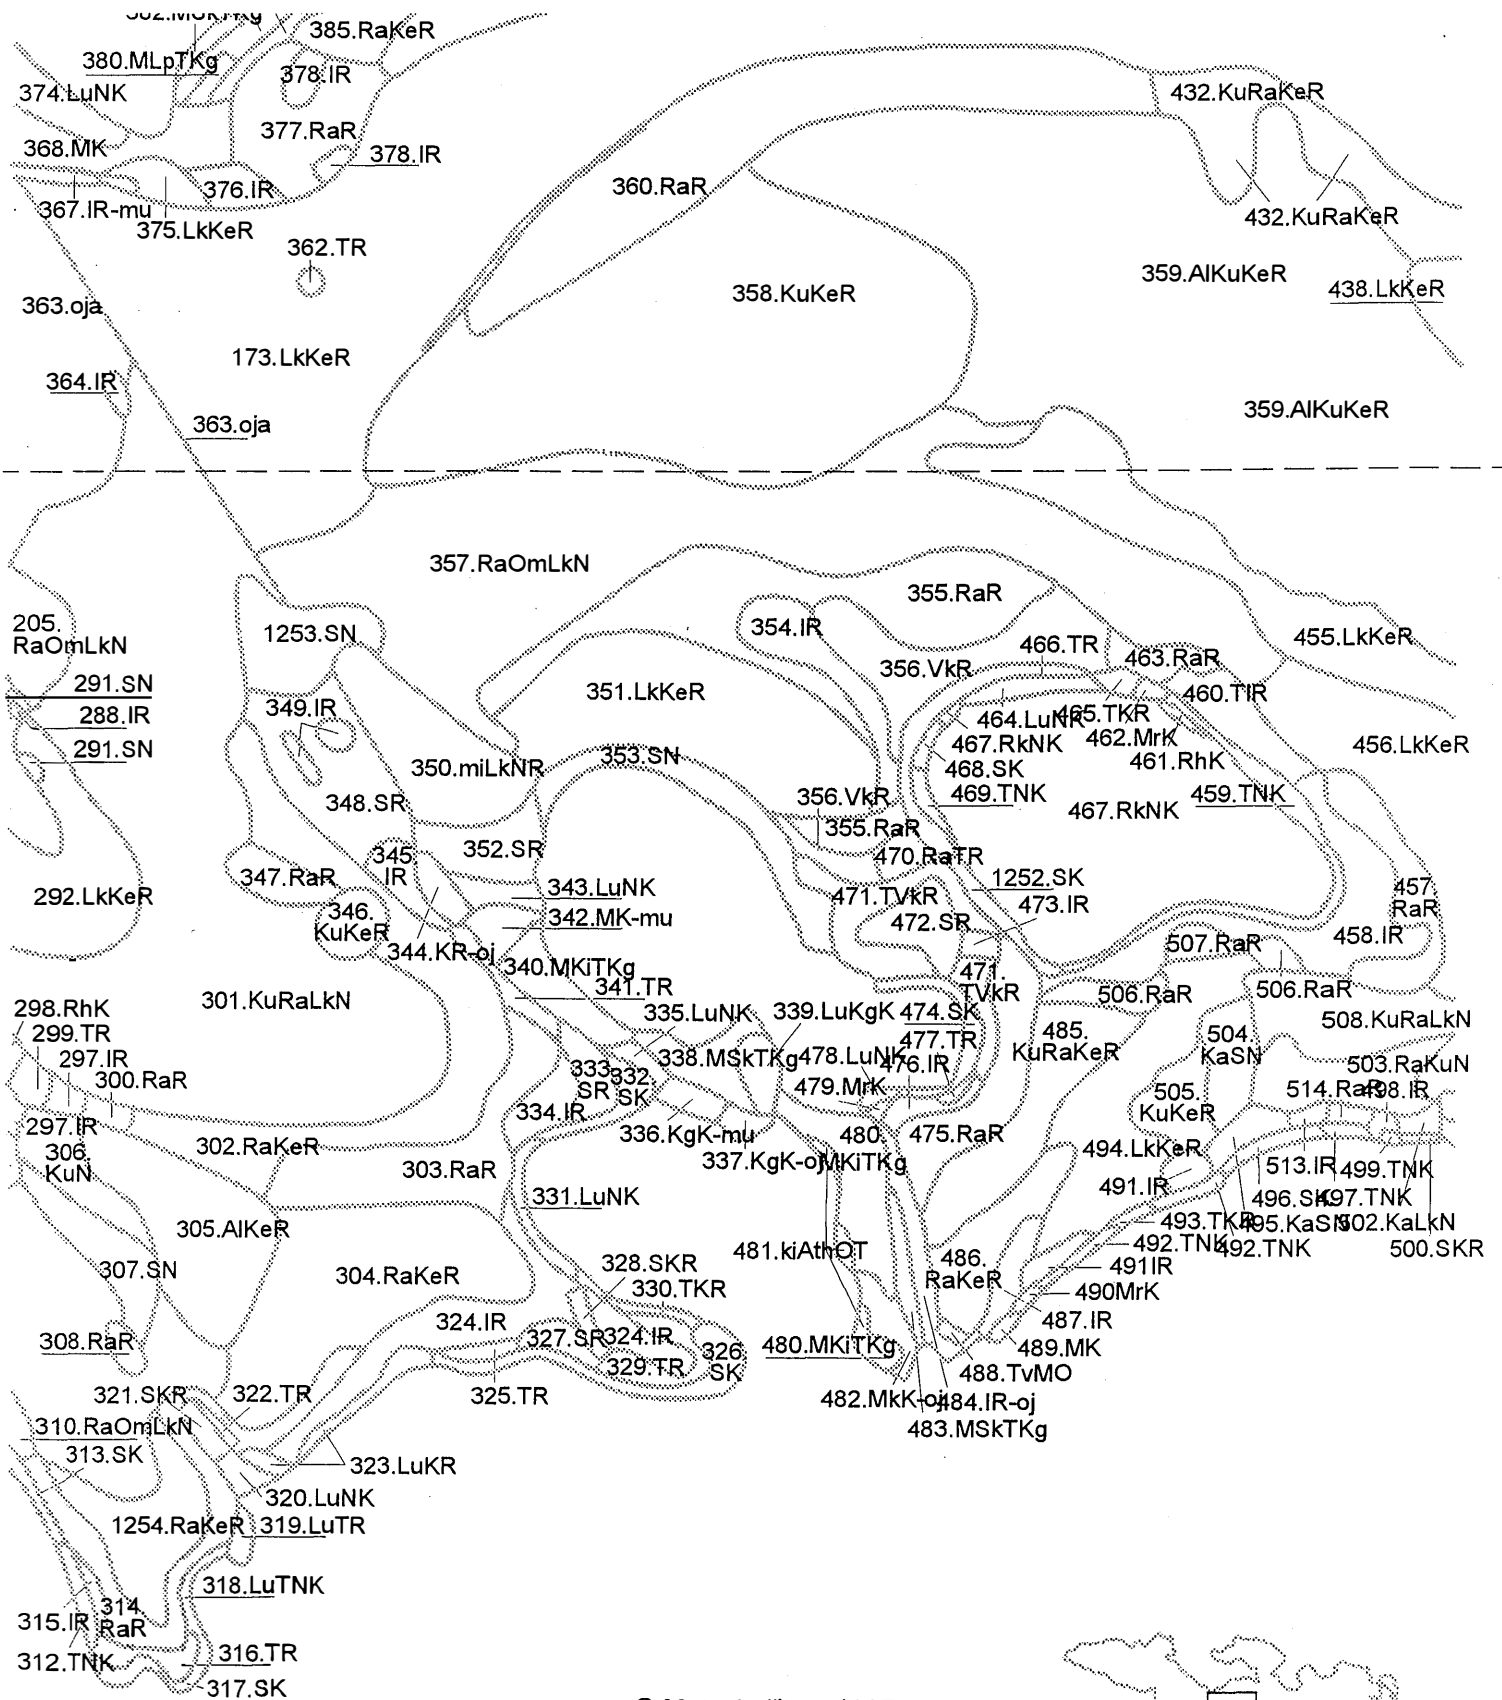 385.RaKeR
380.MLpTKg
378.IR
374.LuNK
432.KuRaKeR
377.RaR
368.MK
378.IR
376.IR
360.RaR
367.IR-mu
375.LkKeR
432.KuRaKeR
362.TR
359.AlKuKeR
438.LkKeR
358.KuKeR
363.oja
173.LkKeR
364.IR
359.AlKuKeR
363.oja
357.RaOmLkN
355.RaR
205.
RaOmLkN
1253.SN
354.IR
455.LkKeR
466.TR
463.RaR
356.VkR
291.SN
351.LkKeR
460.TIR
288.IR
349.IR
464.LuNK
465.TKR
462.MrK
467.RkNK
456.LkKeR
291.SN
353.SN
461.RhK
350.miLkNR
468.SK
348.SR
356.VkR
469.TNK
467.RkNK
459.TNK
355.RaR
352.SR
345
IR
470.RaTR
347.RaR
1252.SK
343.LuNK
292.LkKeR
471.TVkR
473.IR
457
RaR
346.
KuKeR
342.MK-mu
472.SR
344.KR-oj
458.IR
507.RaR
340.MKiTKg
471.
TVkR
341.TR
506.RaR
506.RaR
301.KuRaLkN
298.RhK
335.LuNK
339.LuKgK
474.SK
508.KuRaLkN
299.TR
477.TR
485.
KuRaKeR
504.
KaSN
297.IR
338.MSkTKg
478.LuNK
476.IR
503.RaKuN
300.RaR
333.
SR
332
SK
479.MrK
514.RaR
498.IR
505.
KuKeR
334.IR
297.IR
336.KgK-mu
480.
MKiTKg
475.RaR
302.RaKeR
306.
KuN
337.KgK-oj
494.LkKeR
303.RaR
513.IR
499.TNK
331.LuNK
491.IR
496.SK
497.TNK
305.AlKeR
493.TKR
495.KaSN
502.KaLkN
492.TNK
492.TNK
500.SKR
481.kiAthOT
307.SN
328.SKR
486.
RaKeR
491IR
304.RaKeR
330.TKR
490MrK
324.IR
487.IR
308.RaR
327.SR
324.IR
326
SK
480.MKiTKg
489.MK
329.TR
488.TvMO
321.SKR
322.TR
325.TR
482.MkK-oj
484.IR-oj
310.RaOmLkN
483.MSkTKg
313.SK
323.LuKR
320.LuNK
1254.RaKeR
319.LuTR
318.LuTNK
314.
RaR
315.IR
316.TR
312.TNK
317.SK